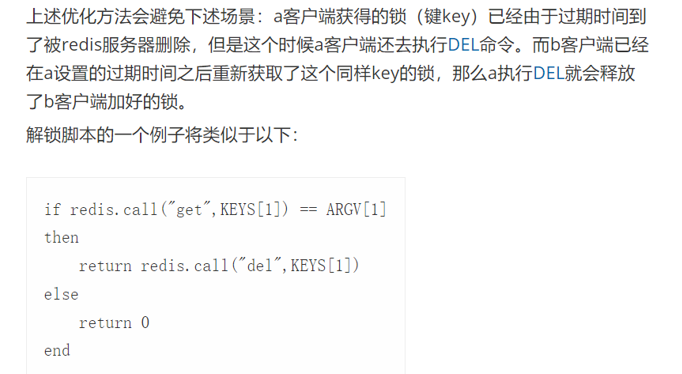 上述优化方法会避免下述场景：a客户端获得的锁（键key）已经由于过期时间到
了被redis服务器删除，但是这个时候a客户端还去执行DEL命令。而b客户端已经
在a设置的过期时间之后重新获取了这个同样key的锁，那么a执行DEL就会释放
了b客户端加好的锁。
解锁脚本的一个例子将类似于以下：
if redis.call("get",KEYS[1]) == ARGV[1]
then
    return redis.call("del",KEYS[1])
else
    return 0
end